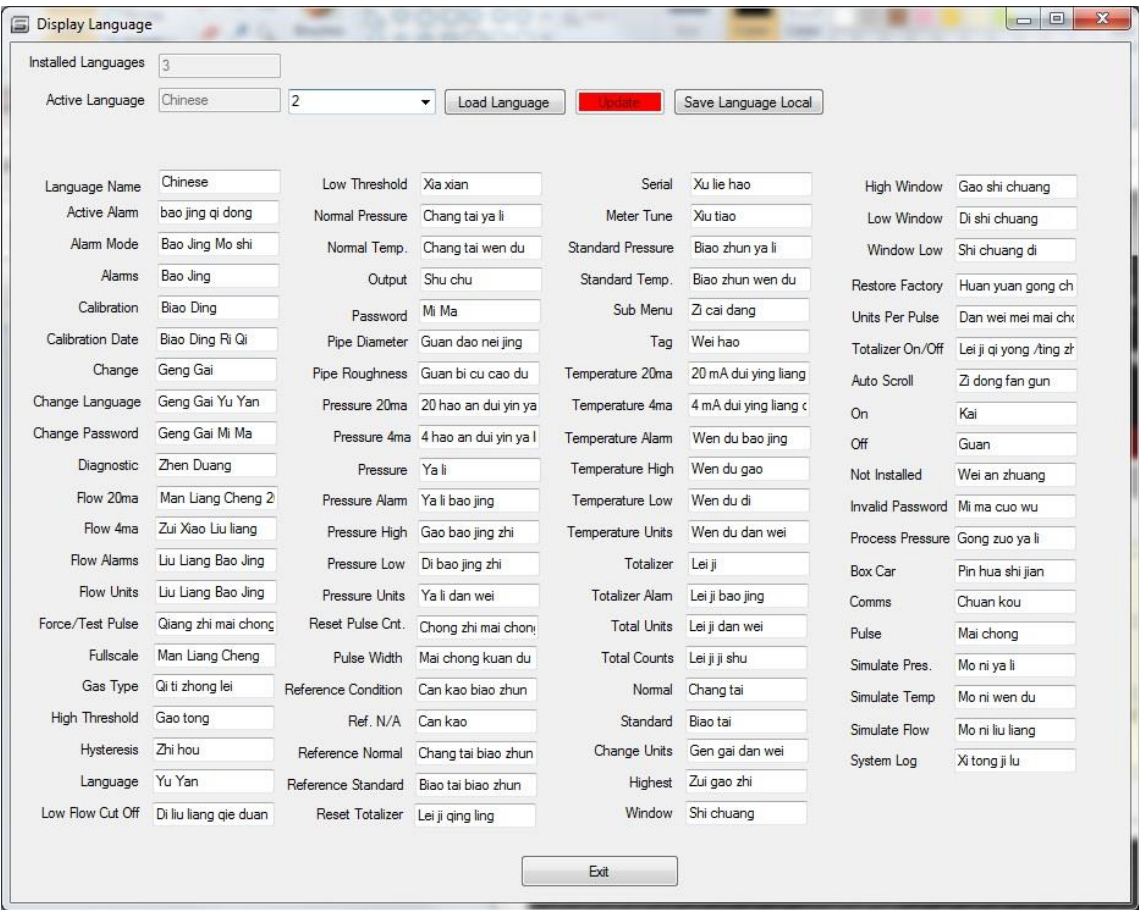 Display Language
Installed Languages 3
Active Language Chinese 2 Load Language Update Save Language Local
Language Name Chinese
Active Alarm bao jing qi dong
Alarm Mode Bao Jing Mo shi
Alarms Bao Jing
Calibration Biao Ding
Calibration Date Biao Ding Ri Qi
Change Geng Gai
Change Language Geng Gai Yu Yan
Change Password Geng Gai Mi Ma
Diagnostic Zhen Duang
Flow 20ma Man Liang Cheng 2
Flow 4ma Zui Xiao Liu liang
Flow Alarms Liu Liang Bao Jing
Flow Units Liu Liang Bao Jing
Force/Test Pulse Qiang zhi mai chong
Fullscale Man Liang Cheng
Gas Type Qi ti zhong lei
High Threshold Gao tong
Hysteresis Zhi hou
Language Yu Yan
Low Flow Cut Off Di liu liang qie duan
Low Threshold Xia xian
Normal Pressure Chang tai ya li
Normal Temp. Chang tai wen du
Output Shu chu
Password Mi Ma
Pipe Diameter Guan dao nei jing
Pipe Roughness Guan bi cu cao du
Pressure 20ma 20 hao an dui yin ya
Pressure 4ma 4 hao an dui yin ya l
Pressure Ya li
Pressure Alarm Ya li bao jing
Pressure High Gao bao jing zhi
Pressure Low Di bao jing zhi
Pressure Units Ya li dan wei
Reset Pulse Cnt. Chong zhi mai chong
Pulse Width Mai chong kuan du
Reference Condition Can kao biao zhun
Ref. N/A Can kao
Reference Normal Chang tai biao zhun
Reference Standard Biao tai biao zhun
Reset Totalizer Lei ji qing ling
Serial Xu lie hao
Meter Tune Xiu tiao
Standard Pressure Biao zhun ya li
Standard Temp. Biao zhun wen du
Sub Menu Zi cai dang
Tag Wei hao
Temperature 20ma 20 mA dui ying liang
Temperature 4ma 4 mA dui ying liang c
Temperature Alarm Wen du bao jing
Temperature High Wen du gao
Temperature Low Wen du di
Temperature Units Wen du dan wei
Totalizer Lei ji
Totalizer Alarm Lei ji bao jing
Total Units Lei ji dan wei
Total Counts Lei ji ji shu
Normal Chang tai
Standard Biao tai
Change Units Gen gai dan wei
Highest Zui gao zhi
Window Shi chuang
High Window Gao shi chuang
Low Window Di shi chuang
Window Low Shi chuang di
Restore Factory Huan yuan gong ch
Units Per Pulse Dan wei mei mai cho
Totalizer On/Off Lei ji qi yong /ting zh
Auto Scroll Zi dong fan gun
On Kai
Off Guan
Not Installed Wei an zhuang
Invalid Password Mi ma cuo wu
Process Pressure Gong zuo ya li
Box Car Pin hua shi jian
Comms Chuan kou
Pulse Mai chong
Simulate Pres. Mo ni ya li
Simulate Temp Mo ni wen du
Simulate Flow Mo ni liu liang
System Log Xi tong ji lu
Exit